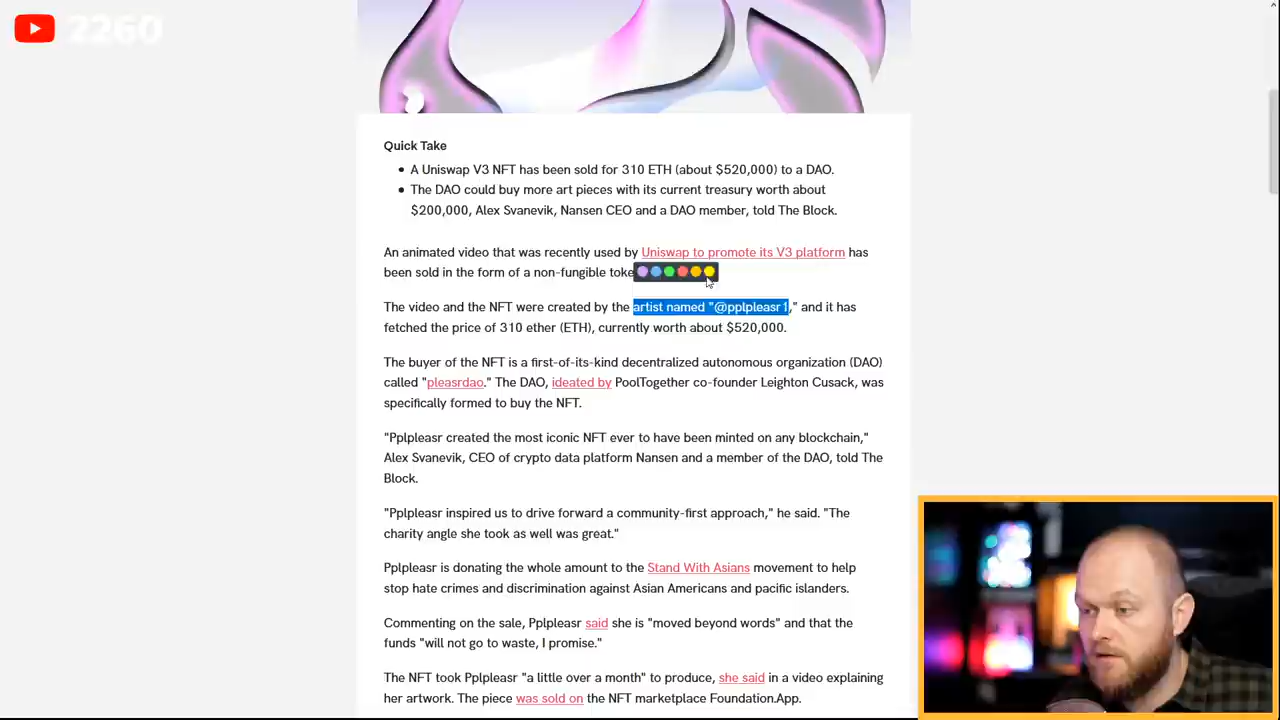 2260
Quick Take
• A Uniswap V3 NFT has been sold for 310 ETH (about $520,000) to a DAO.
• The DAO could buy more art pieces with its current treasury worth about
$200,000, Alex Svanevik, Nansen CEO and a DAO member, told The Block.
An animated video that was recently used by Uniswap to promote its V3 platform has
been sold in the form of a non-fungible toke
The video and the NFT were created by the artist named "@pplpleasr1," and it has
fetched the price of 310 ether (ETH), currently worth about $520,000.
The buyer of the NFT is a first-of-its-kind decentralized autonomous organization (DAO)
called "pleasrdao." The DAO, ideated by PoolTogether co-founder Leighton Cusack, was
specifically formed to buy the NFT.
"Pplpleasr created the most iconic NFT ever to have been minted on any blockchain,"
Alex Svanevik, CEO of crypto data platform Nansen and a member of the DAO, told The
Block.
"Pplpleasr inspired us to drive forward a community-first approach," he said. "The
charity angle she took as well was great."
Pplpleasr is donating the whole amount to the Stand With Asians movement to help
stop hate crimes and discrimination against Asian Americans and pacific islanders.
Commenting on the sale, Pplpleasr said she is "moved beyond words" and that the
funds "will not go to waste, I promise."
The NFT took Pplpleasr "a little over a month" to produce, she said in a video explaining
her artwork. The piece was sold on the NFT marketplace Foundation.App.